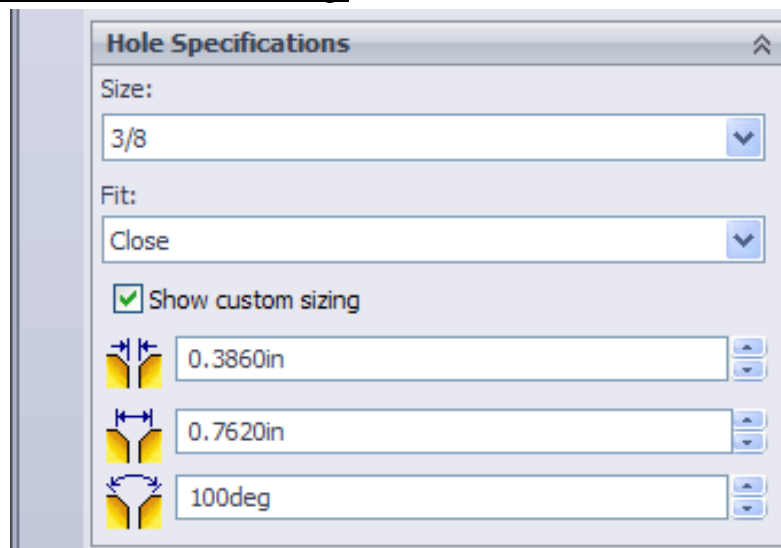 Hole Specifications
Size:
3/8
Fit:
Close
Show custom sizing
0.3860in
0.7620in
100deg